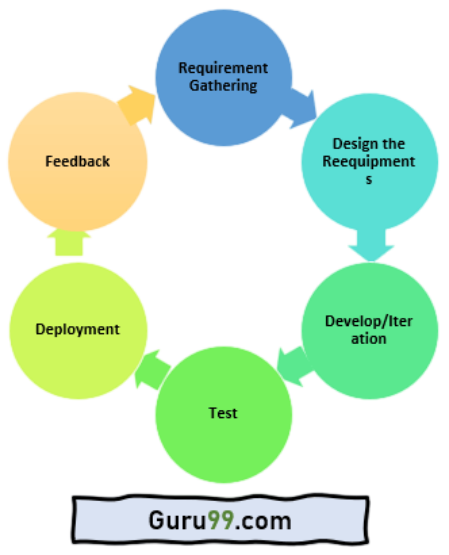 Requirement
Gathering
Design the
Reequipment
s
Develop/Iter
ation
Test
Deployment
Feedback
Guru99.com